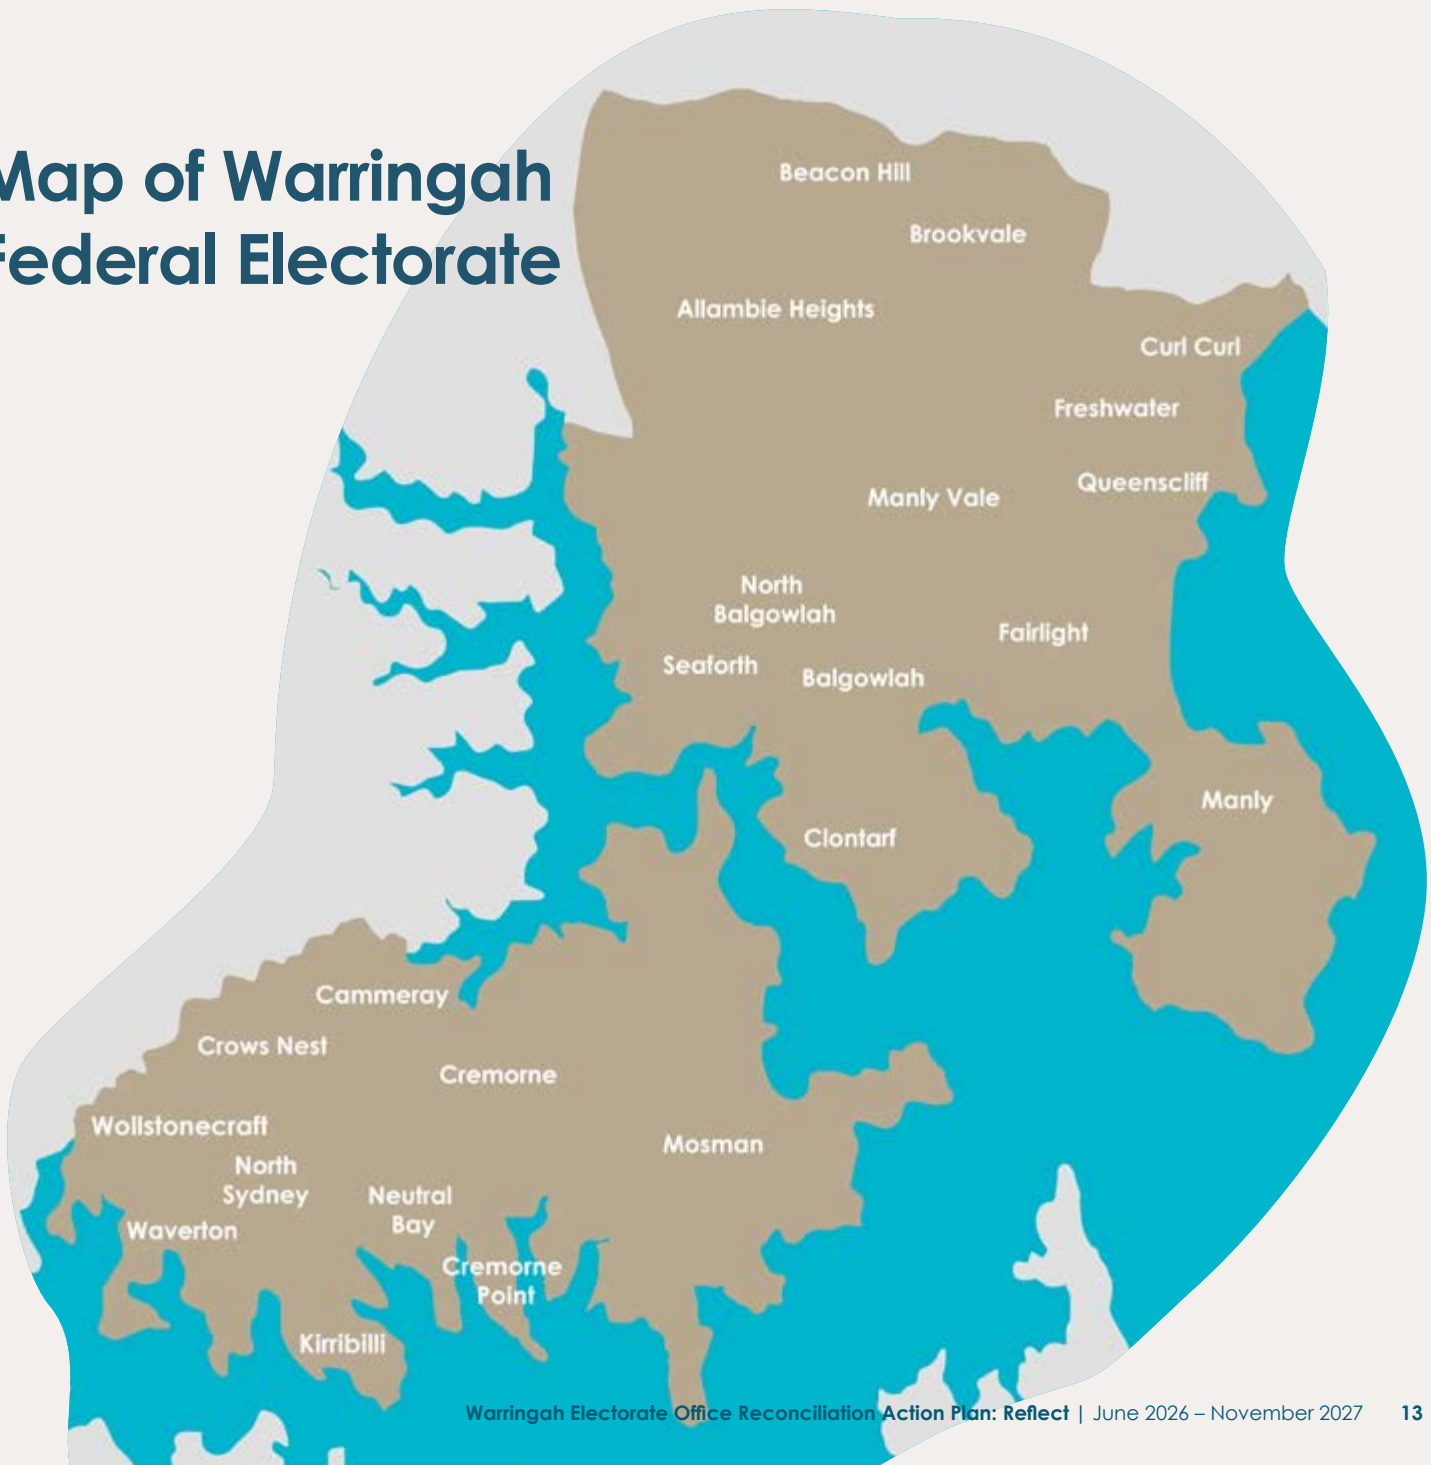 Map of Warringah
Federal Electorate
Beacon Hill
Brookvale
Allambie Heights
Curl Curl
Freshwater
Queenscliff
Manly Vale
North
Balgowlah
Fairlight
Seaforth
Balgowlah
Manly
Clontarf
Cammeray
Crows Nest
Cremorne
Wollstonecraft
Mosman
North
Sydney
Neutral
Bay
Waverton
Cremorne
Point
Kirribilli
Warringah Electorate Office Reconciliation Action Plan: Reflect | June 2026 – November 2027 13